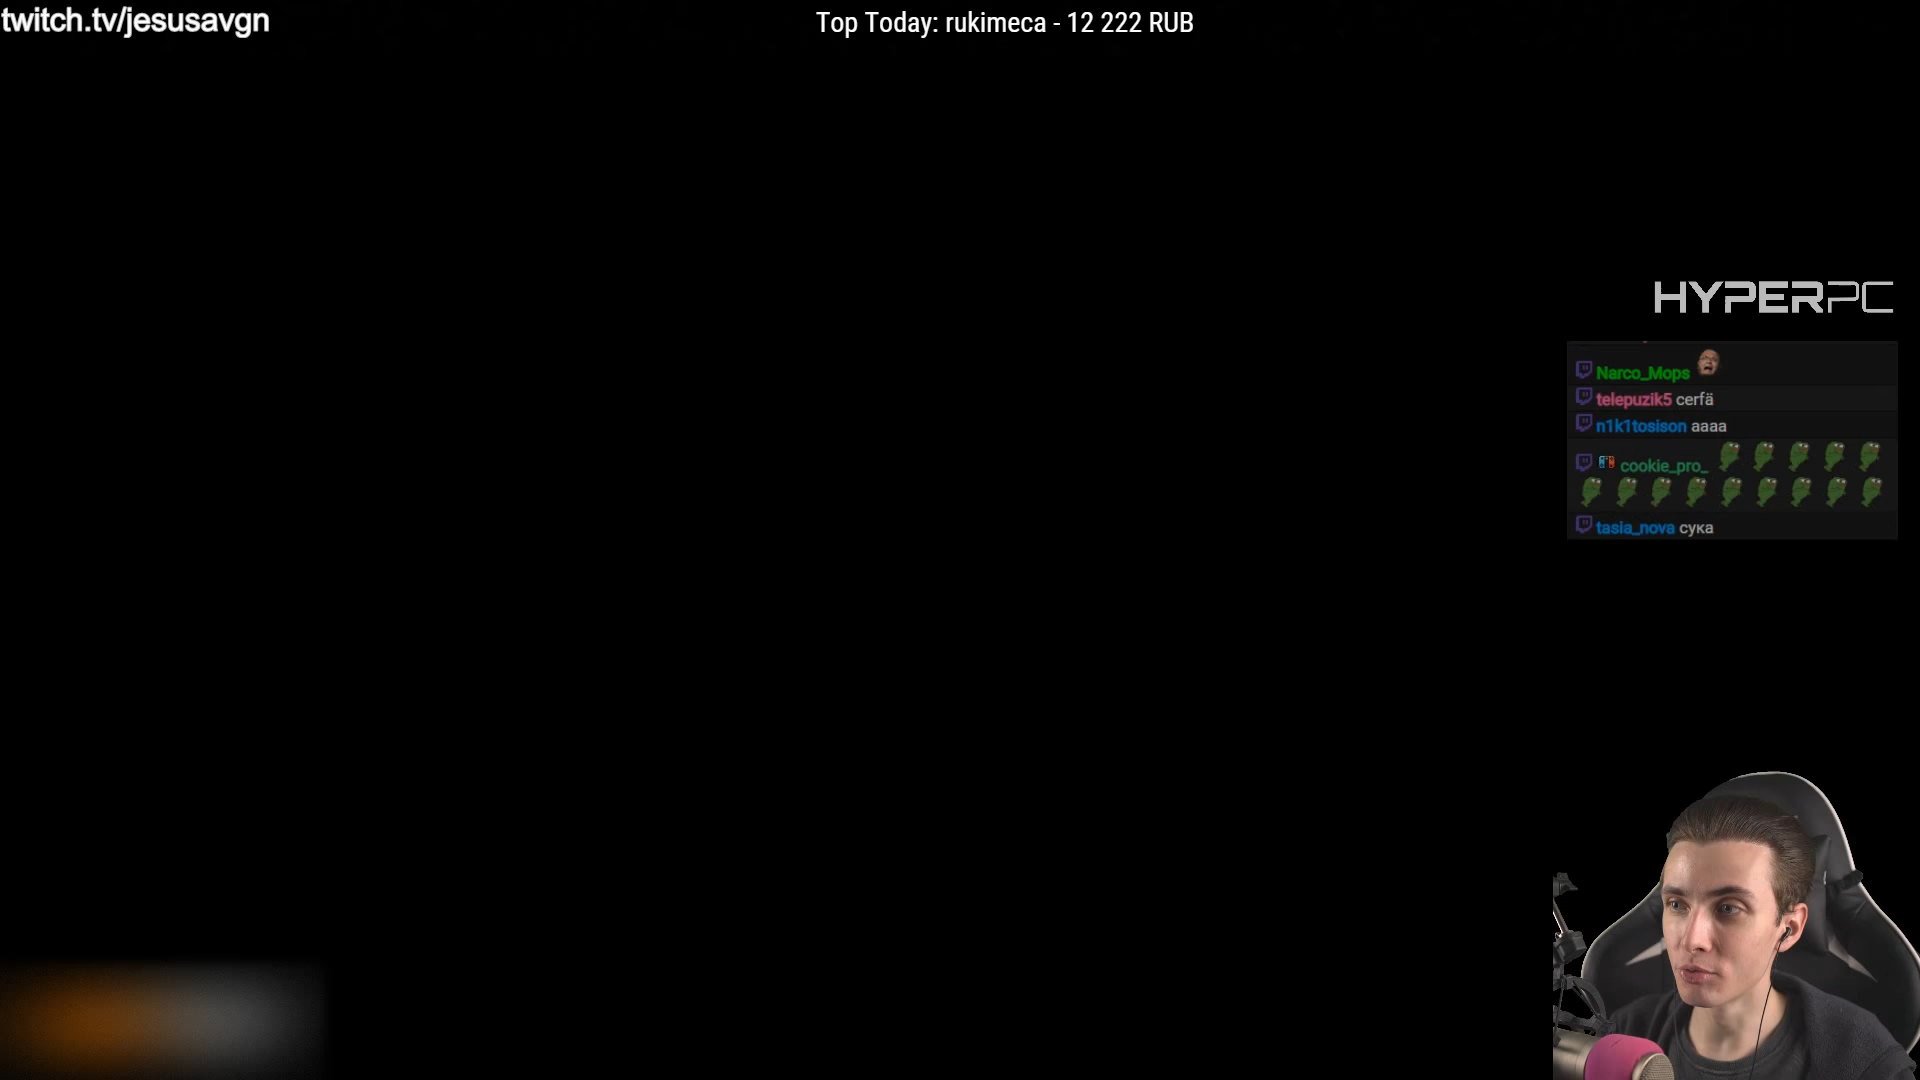 twitch.tv/jesusavgn
Top Today: rukimeca - 12 222 RUB
HYPERPC
Narco_Mops
telepuzik5 cerfä
n1k1tosison aaaa
cookie_pro_
tasia_nova сука